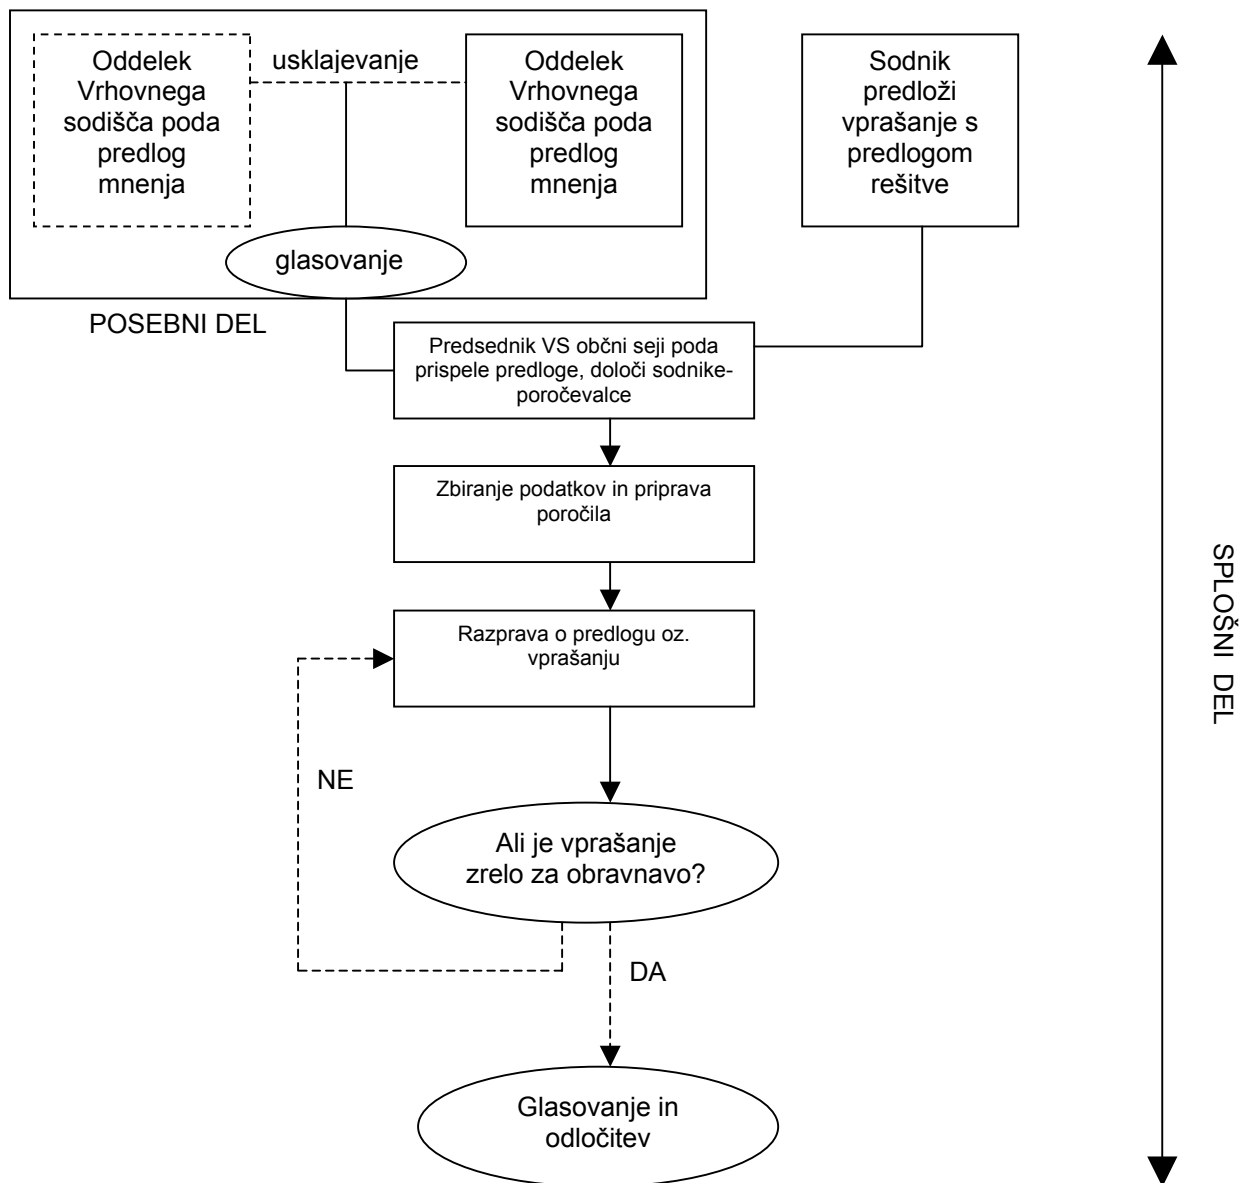 Oddelek
Vrhovnega
sodišča poda
predlog
mnenja
usklajevanje
Oddelek
Vrhovnega
sodišča poda
predlog
mnenja
Sodnik
predloži
vprašanje s
predlogom
rešitve
glasovanje
POSEBNI DEL
Predsednik VS občni seji poda
prispele predloge, določi sodnike-
poročevalce
Zbiranje podatkov in priprava
poročila
Razprava o predlogu oz.
vprašanju
SPLOŠNI DEL
NE
Ali je vprašanje
zrelo za obravnavo?
DA
Glasovanje in
odločitev